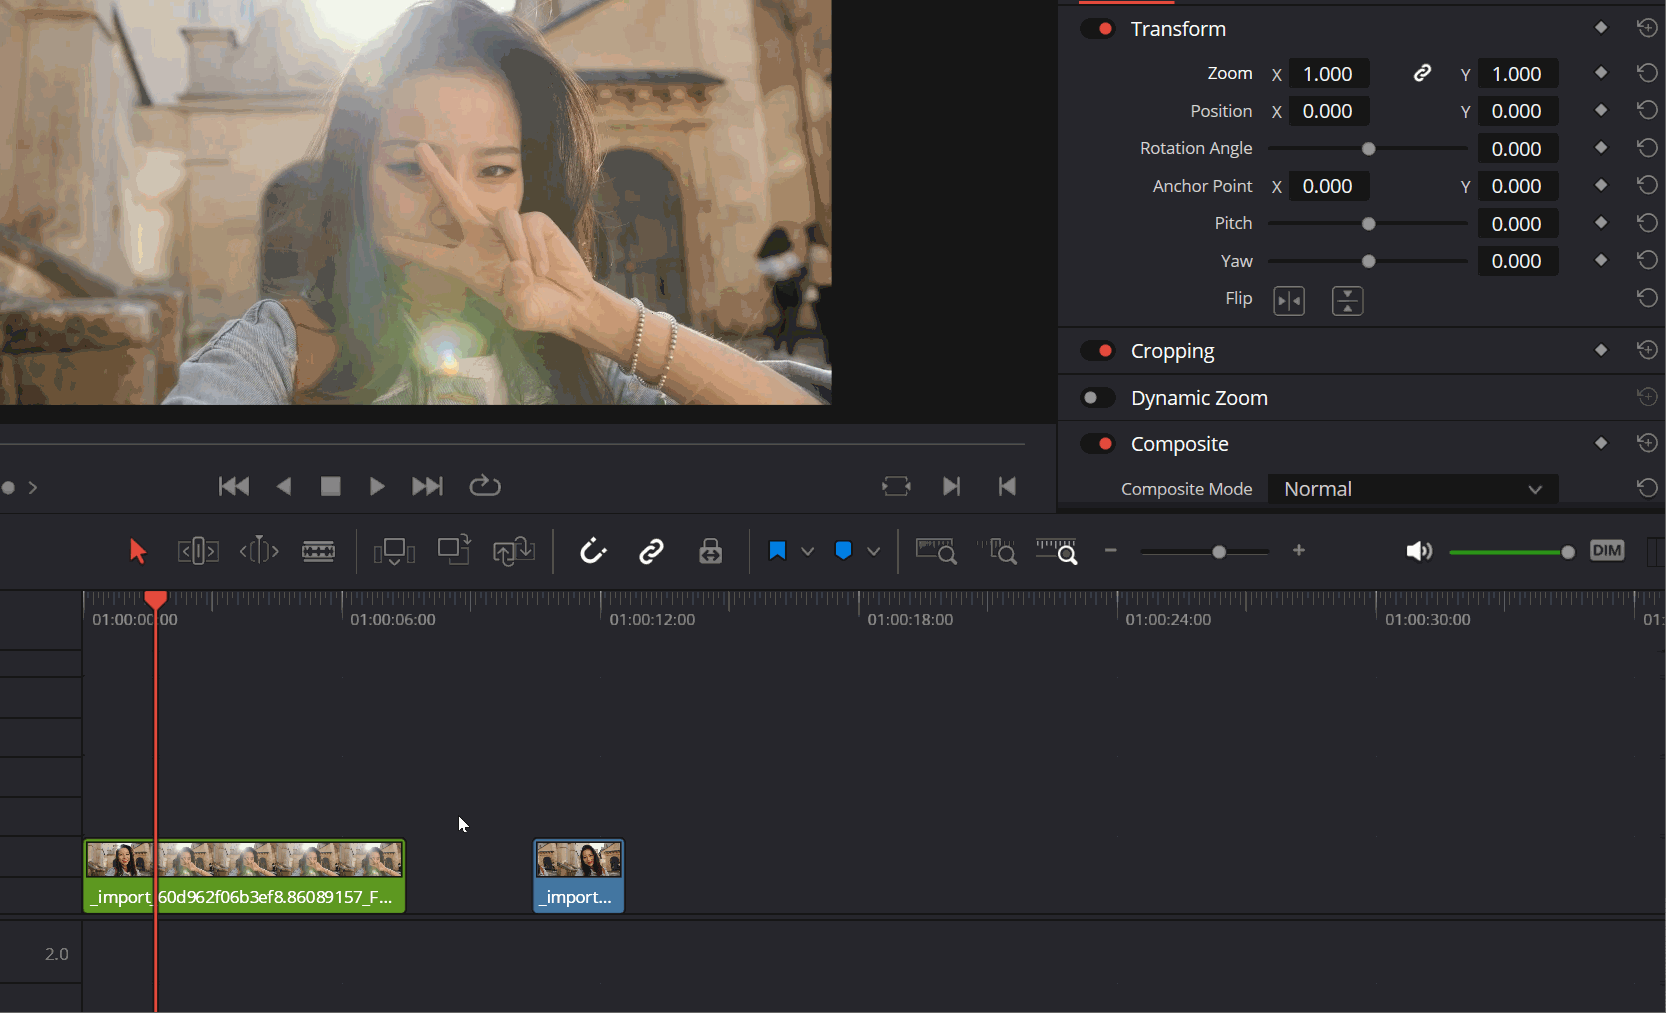 Transform
Zoom X 1.000 Y 1.000
Position X 0.000 Y 0.000
Rotation Angle 0.000
Anchor Point X 0.000 Y 0.000
Pitch 0.000
Yaw 0.000
Flip
Cropping
Dynamic Zoom
Composite
Composite Mode Normal
DIM
01:00:00:00 01:00:06:00 01:00:12:00 01:00:18:00 01:00:24:00 01:00:30:00 01:
_import_60d962f06b3ef8.86089157_F... _import...
2.0